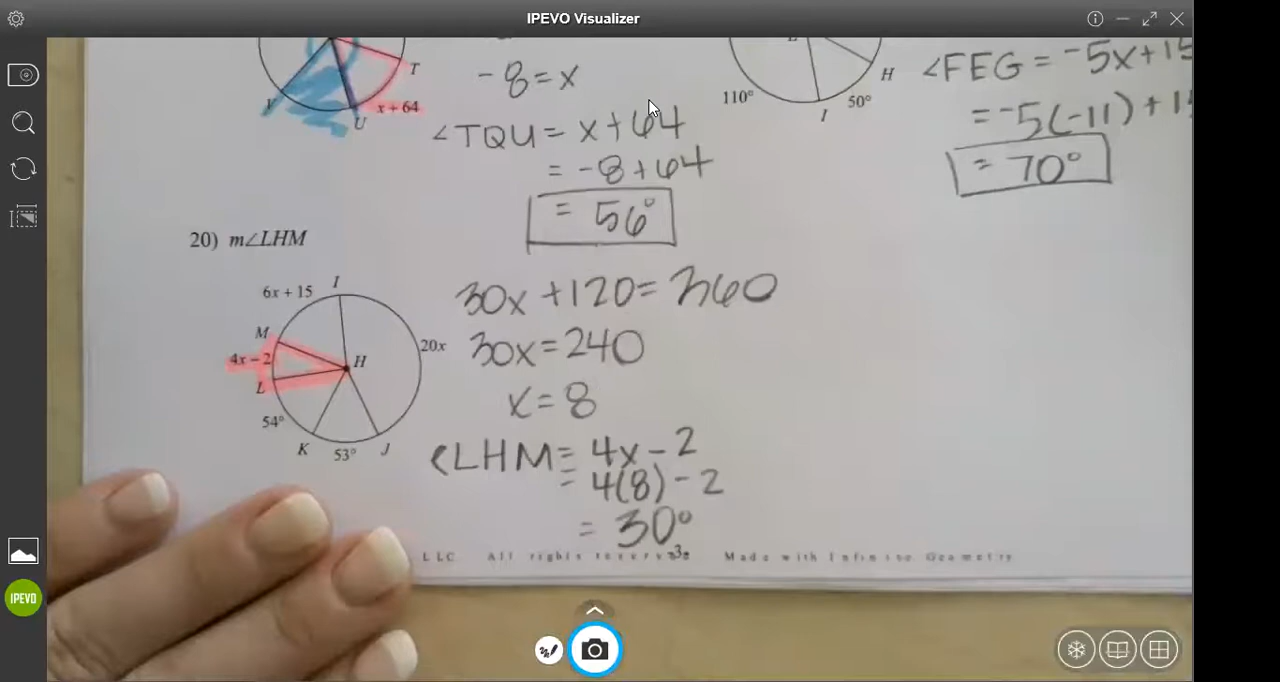 IPEVO Visualizer
T
V
U
x + 64
-8 = x
∠TQU = x + 64
= -8 + 64
= 56°
H
110°
I
50°
∠FEG = -5x + 15
= -5(-11) + 1
= 70°
20) m∠LHM
I
6x + 15
M
4x – 2
L
54°
K
53°
J
H
20x
30x + 120 = 360
30x = 240
x = 8
∠LHM = 4x - 2
= 4(8) - 2
= 30°
LLC. All rights -3- Made with Infinite Geometry
IPEVO